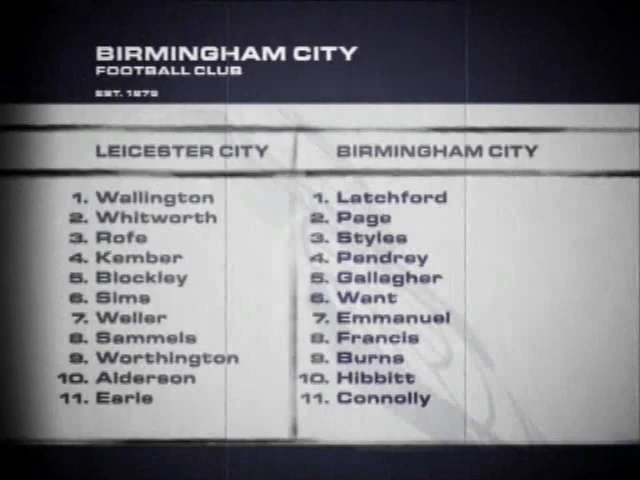 BIRMINGHAM CITY
FOOTBALL CLUB
EST. 1875
LEICESTER CITY
1. Wallington
2. Whitworth
3. Rofe
4. Kember
5. Blockley
6. Sims
7. Weller
8. Sammels
9. Worthington
10. Alderson
11. Earle
BIRMINGHAM CITY
1. Latchford
2. Page
3. Styles
4. Pendrey
5. Gallagher
6. Want
7. Emmanuel
8. Francis
9. Burns
10. Hibbitt
11. Connolly